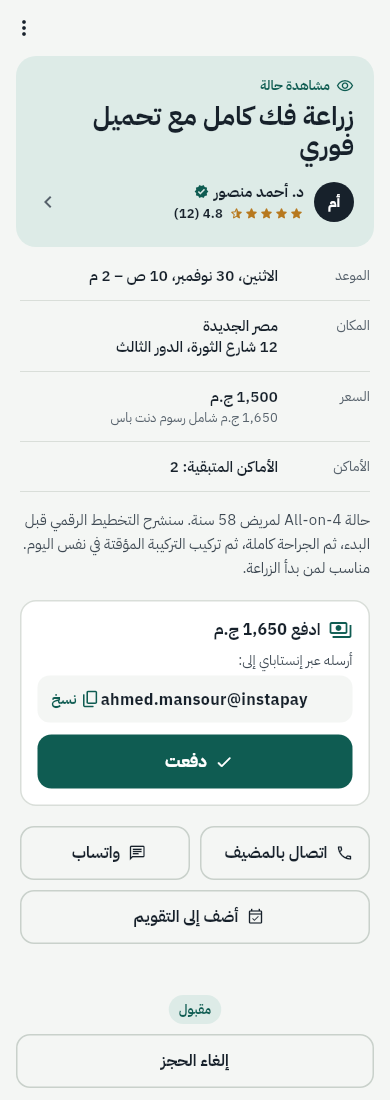 مشاهدة حالة
زراعة فك كامل مع تحميل
فوري
أم
د. أحمد منصور
4.8 (12)
الموعد
الاثنين، 30 نوفمبر، 10 ص – 2 م
المكان
مصر الجديدة
12 شارع الثورة، الدور الثالث
السعر
1,500 ج.م
1,650 ج.م شامل رسوم دنت باس
الأماكن
الأماكن المتبقية: 2
حالة All-on-4 لمريض 58 سنة. سنشرح التخطيط الرقمي قبل
البدء، ثم الجراحة كاملة، ثم تركيب التركيبة المؤقتة في نفس اليوم.
مناسب لمن بدأ الزراعة.
ادفع 1,650 ج.م
أرسله عبر إنستاباي إلى:
ahmed.mansour@instapay
نسخ
دفعت
اتصال بالمضيف
واتساب
أضف إلى التقويم
مقبول
إلغاء الحجز